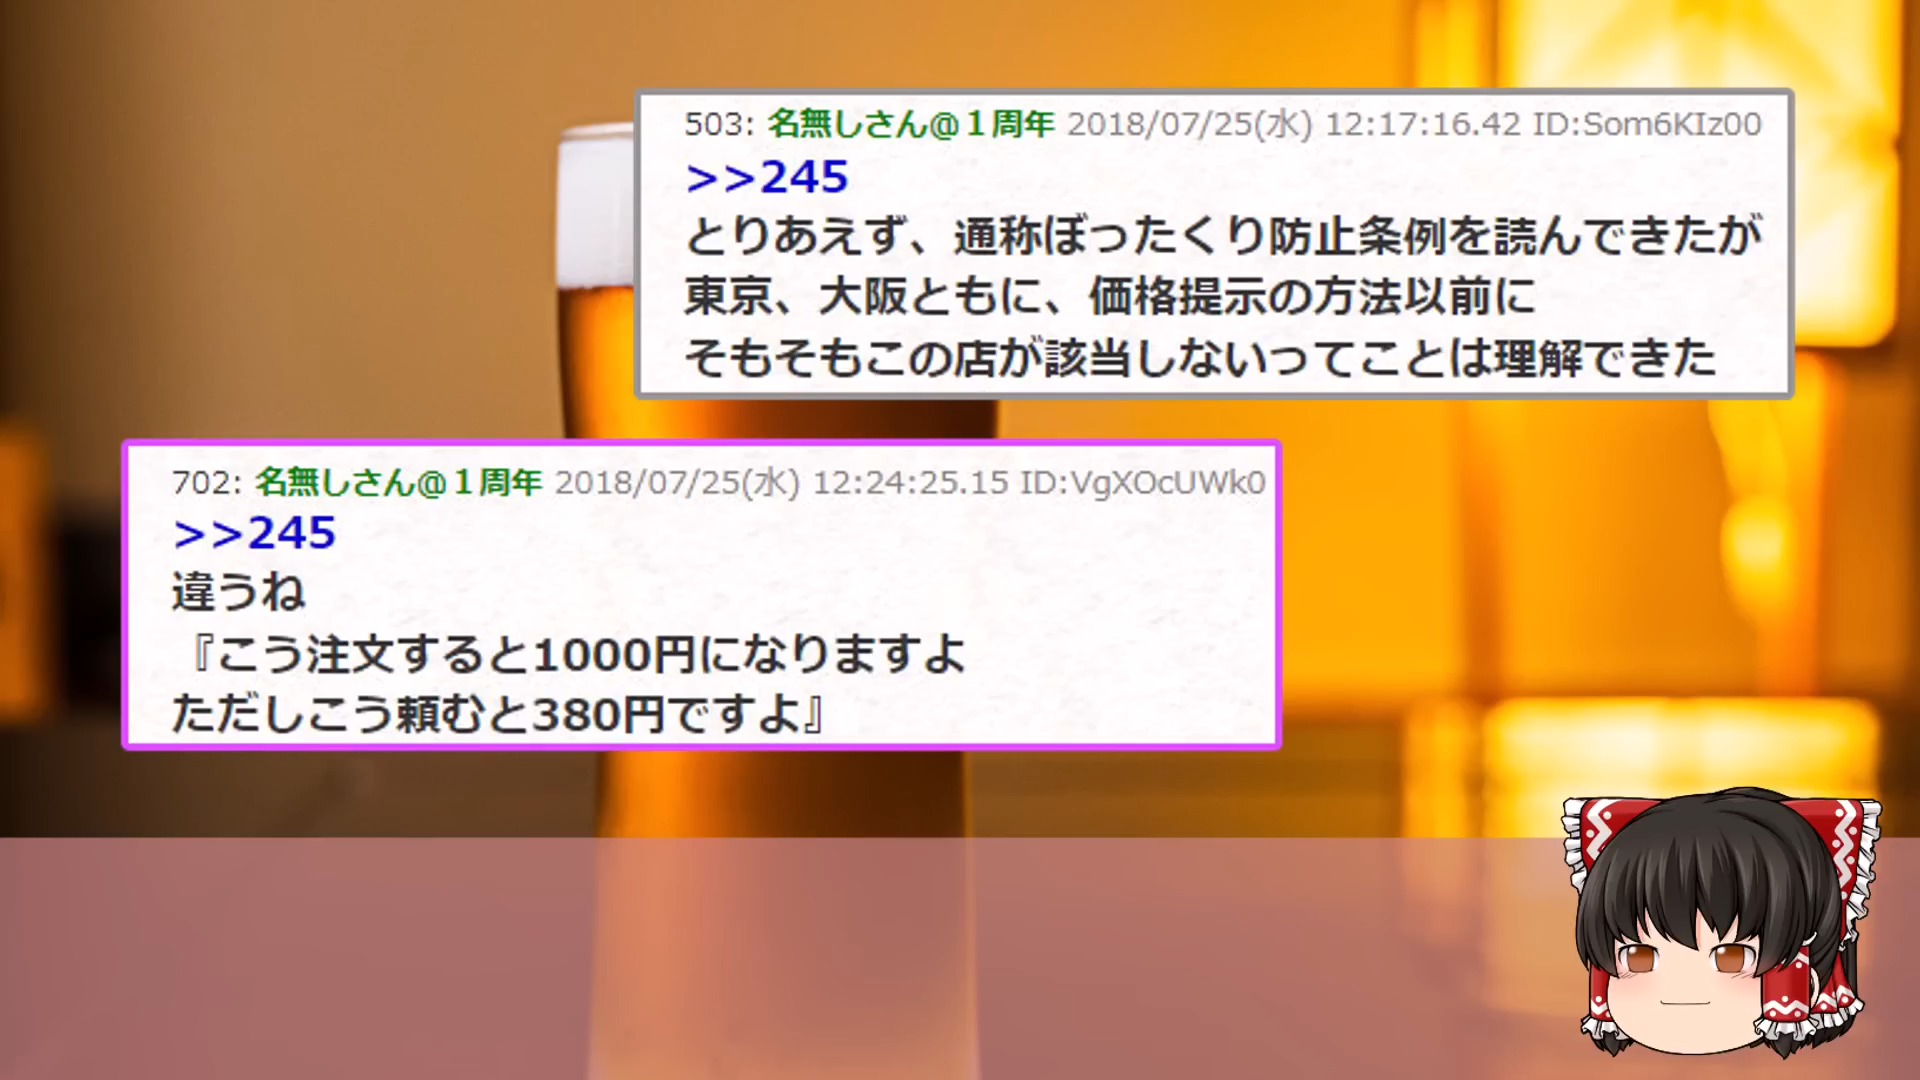 503: 名無しさん@１周年 2018/07/25(水) 12:17:16.42 ID:Som6KIz00
>>245
とりあえず、通称ぼったくり防止条例を読んできたが
東京、大阪ともに、価格提示の方法以前に
そもそもこの店が該当しないってことは理解できた
702: 名無しさん@１周年 2018/07/25(水) 12:24:25.15 ID:VgXOcUWk0
>>245
違うね
『こう注文すると1000円になりますよ
ただしこう頼むと380円ですよ』